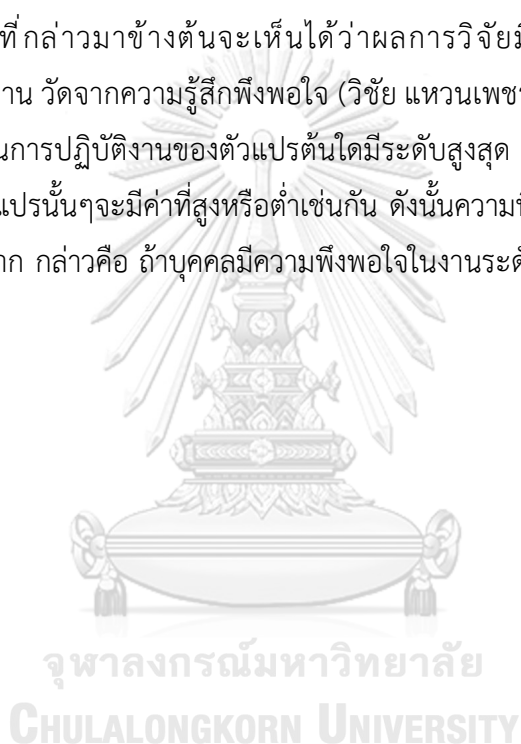 ที่กล่าวมาข้างต้นจะเห็นได้ว่าผลการวิจัยมี
าน วัดจากความรู้สึกพึงพอใจ (วิชัย แหวนเพชร
นการปฏิบัติงานของตัวแปรต้นใดมีระดับสูงสุด
แปรนั้นๆจะมีค่าที่สูงหรือต่ำเช่นกัน ดังนั้นความพึ
าก กล่าวคือ ถ้าบุคคลมีความพึงพอใจในงานระดั
จุฬาลงกรณ์มหาวิทยาลัย
CHULALONGKORN UNIVERSITY